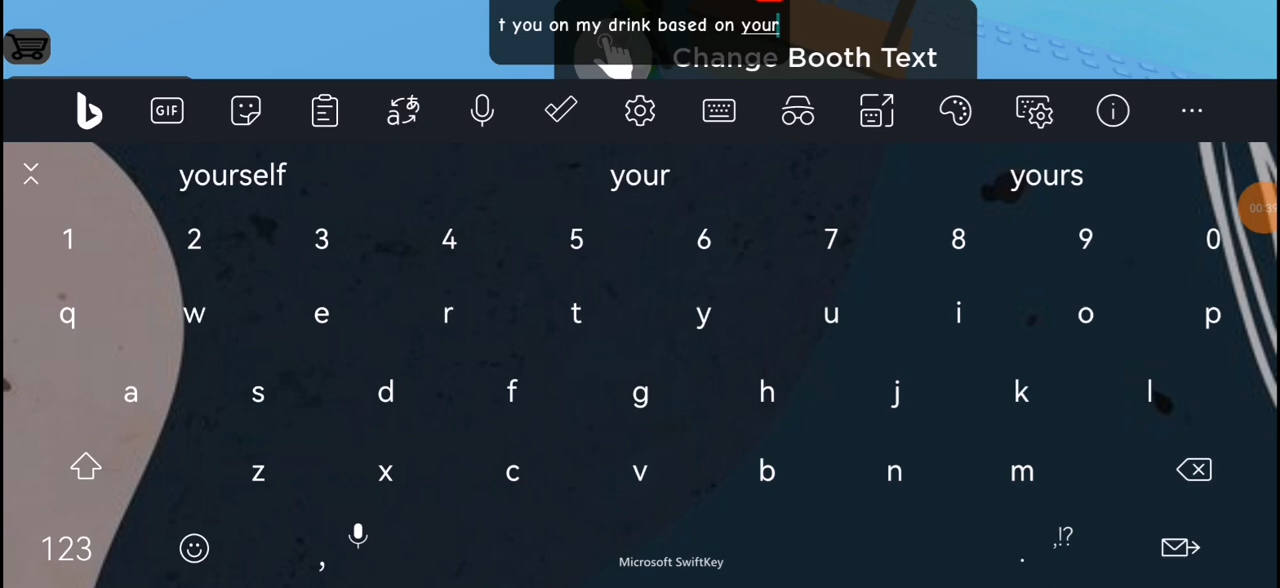 t you on my drink based on your
Change Booth Text
GIF
yourself your yours
1 2 3 4 5 6 7 8 9 0
q w e r t y u i o p
a s d f g h j k l
z x c v b n m
123 , Microsoft SwiftKey . ,!?